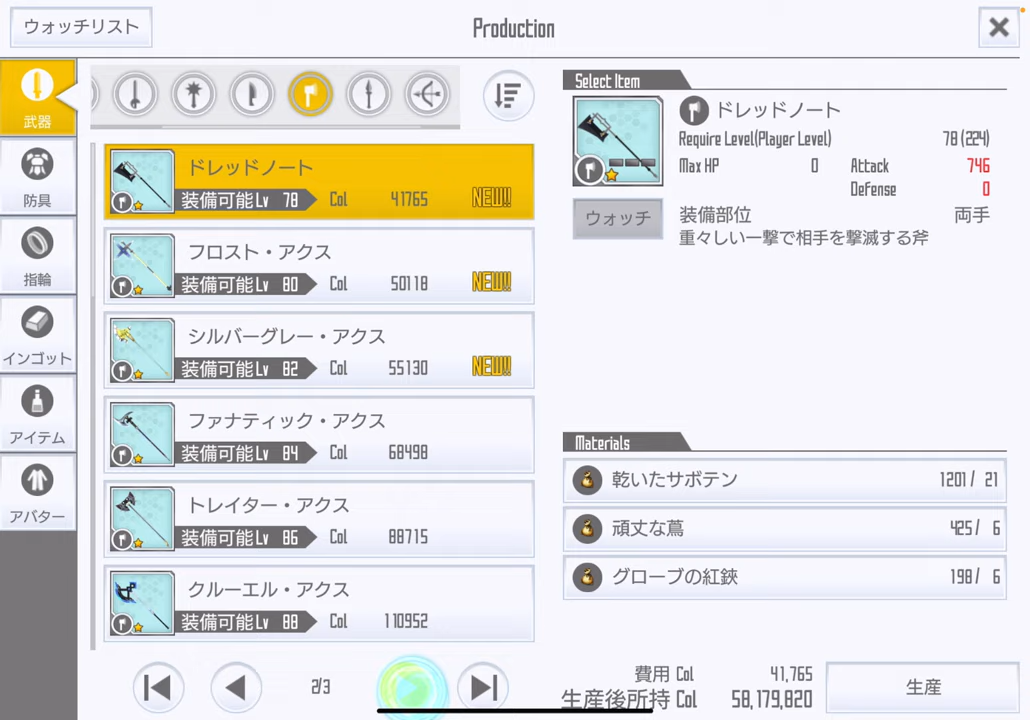 ウォッチリスト
Production
武器
防具
指輪
インゴット
アイテム
アバター
ドレッドノート
装備可能Lv 78 Col 41765 NEW!!
フロスト・アクス
装備可能Lv 80 Col 50118 NEW!!
シルバーグレー・アクス
装備可能Lv 82 Col 55130 NEW!!
ファナティック・アクス
装備可能Lv 84 Col 68498
トレイター・アクス
装備可能Lv 86 Col 88715
クルーエル・アクス
装備可能Lv 88 Col 110952
2/3
Select Item
ドレッドノート
Require Level(Player Level) 78 (224)
Max HP 0 Attack 746
Defense 0
ウォッチ
装備部位 両手
重々しい一撃で相手を撃滅する斧
Materials
乾いたサボテン 1201/ 21
頑丈な蔦 425/ 6
グローブの紅鋏 198/ 6
費用 Col 41,765
生産後所持 Col 58,179,820
生産